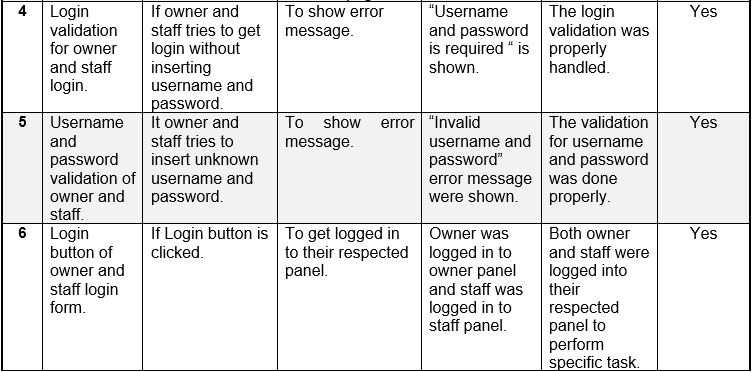 4
Login
validation
for owner
and staff
login.
If owner and
staff tries to get
login without
inserting
username and
password.
To show error
message.
“Username
and password
is required “ is
shown.
The login
validation was
properly
handled.
Yes
5
Username
and
password
validation of
owner and
staff.
It owner and
staff tries to
insert unknown
username and
password.
To show error
message.
“Invalid
username and
password”
error message
were shown.
The validation
for username
and password
was done
properly.
Yes
6
Login
button of
owner and
staff login
form.
If Login button is
clicked.
To get logged in
to their respected
panel.
Owner was
logged in to
owner panel
and staff was
logged in to
staff panel.
Both owner
and staff were
logged into
their
respected
panel to
perform
specific task.
Yes